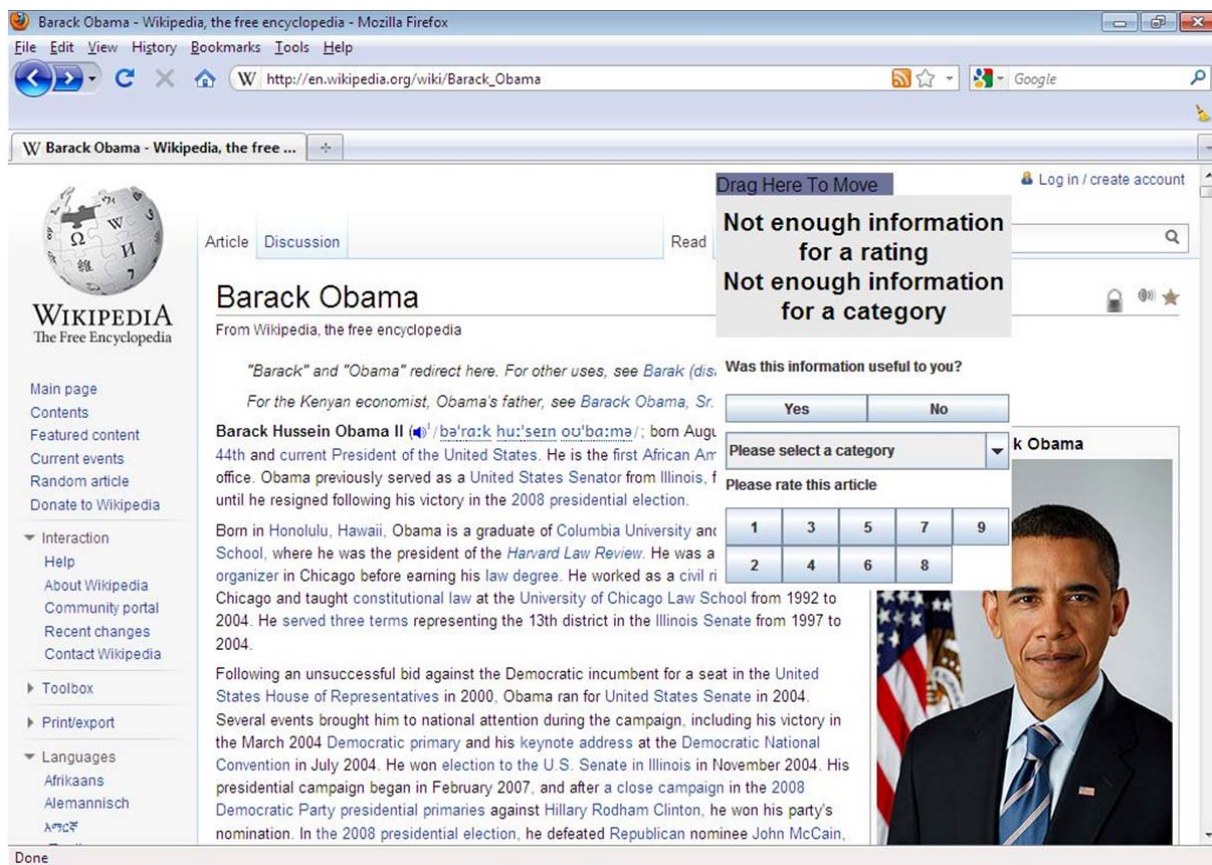 Barack Obama - Wikipedia, the free encyclopedia - Mozilla Firefox
File Edit View History Bookmarks Tools Help
W http://en.wikipedia.org/wiki/Barack_Obama Google
W Barack Obama - Wikipedia, the free ...
Log in / create account
Drag Here To Move
Article Discussion Read
Not enough information
for a rating
Not enough information
for a category
WIKIPEDIA
The Free Encyclopedia
Main page
Contents
Featured content
Current events
Random article
Donate to Wikipedia
Interaction
Help
About Wikipedia
Community portal
Recent changes
Contact Wikipedia
Toolbox
Print/export
Languages
Afrikaans
Alemannisch
አማርኛ
Barack Obama
From Wikipedia, the free encyclopedia
"Barack" and "Obama" redirect here. For other uses, see Barak (dis
For the Kenyan economist, Obama's father, see Barack Obama, Sr.
Barack Hussein Obama II (/bəˈrɑːk huːˈseɪn oʊˈbɑːmə/; born Augu
44th and current President of the United States. He is the first African Am
office. Obama previously served as a United States Senator from Illinois, f
until he resigned following his victory in the 2008 presidential election.
Born in Honolulu, Hawaii, Obama is a graduate of Columbia University and
School, where he was the president of the Harvard Law Review. He was a
organizer in Chicago before earning his law degree. He worked as a civil ri
Chicago and taught constitutional law at the University of Chicago Law School from 1992 to
2004. He served three terms representing the 13th district in the Illinois Senate from 1997 to
2004.
Following an unsuccessful bid against the Democratic incumbent for a seat in the United
States House of Representatives in 2000, Obama ran for United States Senate in 2004.
Several events brought him to national attention during the campaign, including his victory in
the March 2004 Democratic primary and his keynote address at the Democratic National
Convention in July 2004. He won election to the U.S. Senate in Illinois in November 2004. His
presidential campaign began in February 2007, and after a close campaign in the 2008
Democratic Party presidential primaries against Hillary Rodham Clinton, he won his party's
nomination. In the 2008 presidential election, he defeated Republican nominee John McCain,
Was this information useful to you?
Yes No
Please select a category
k Obama
Please rate this article
1 3 5 7 9
2 4 6 8
Done